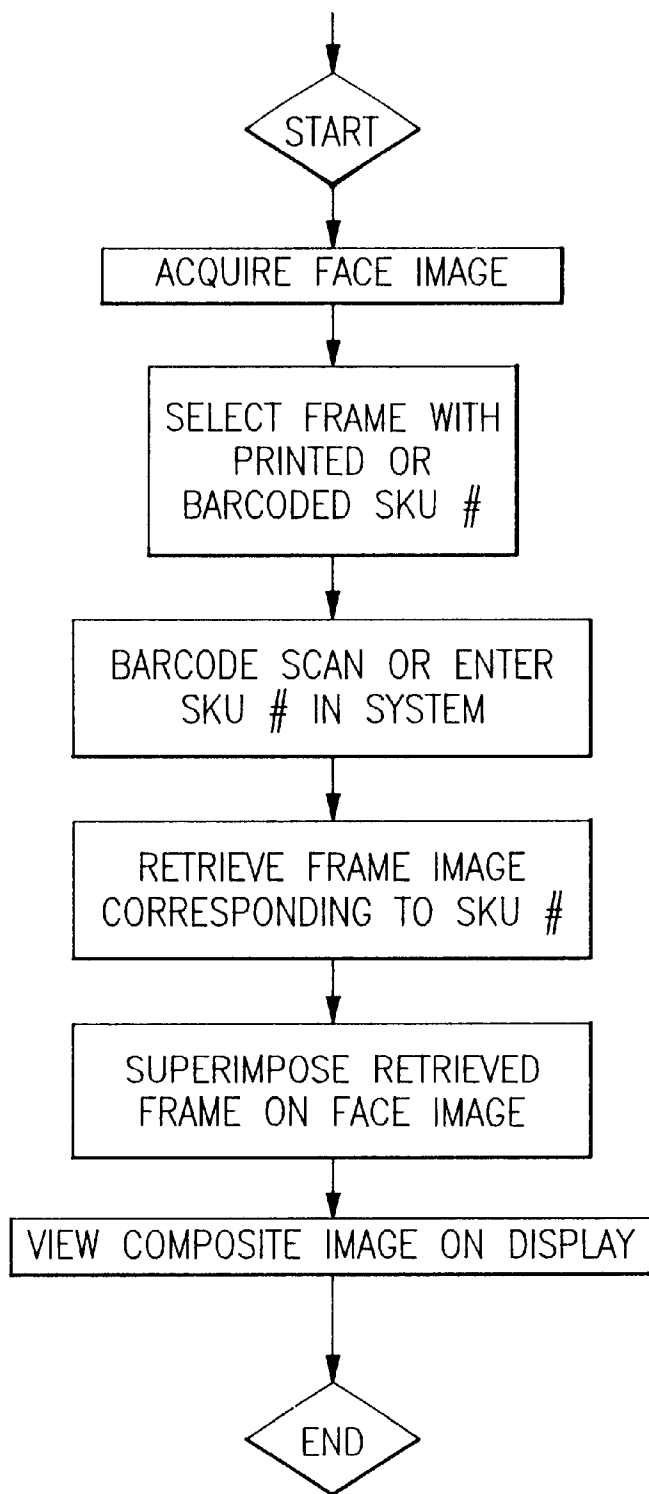 START
ACQUIRE FACE IMAGE
SELECT FRAME WITH
PRINTED OR
BARCODED SKU #
BARCODE SCAN OR ENTER
SKU # IN SYSTEM
RETRIEVE FRAME IMAGE
CORRESPONDING TO SKU #
SUPERIMPOSE RETRIEVED
FRAME ON FACE IMAGE
VIEW COMPOSITE IMAGE ON DISPLAY
END